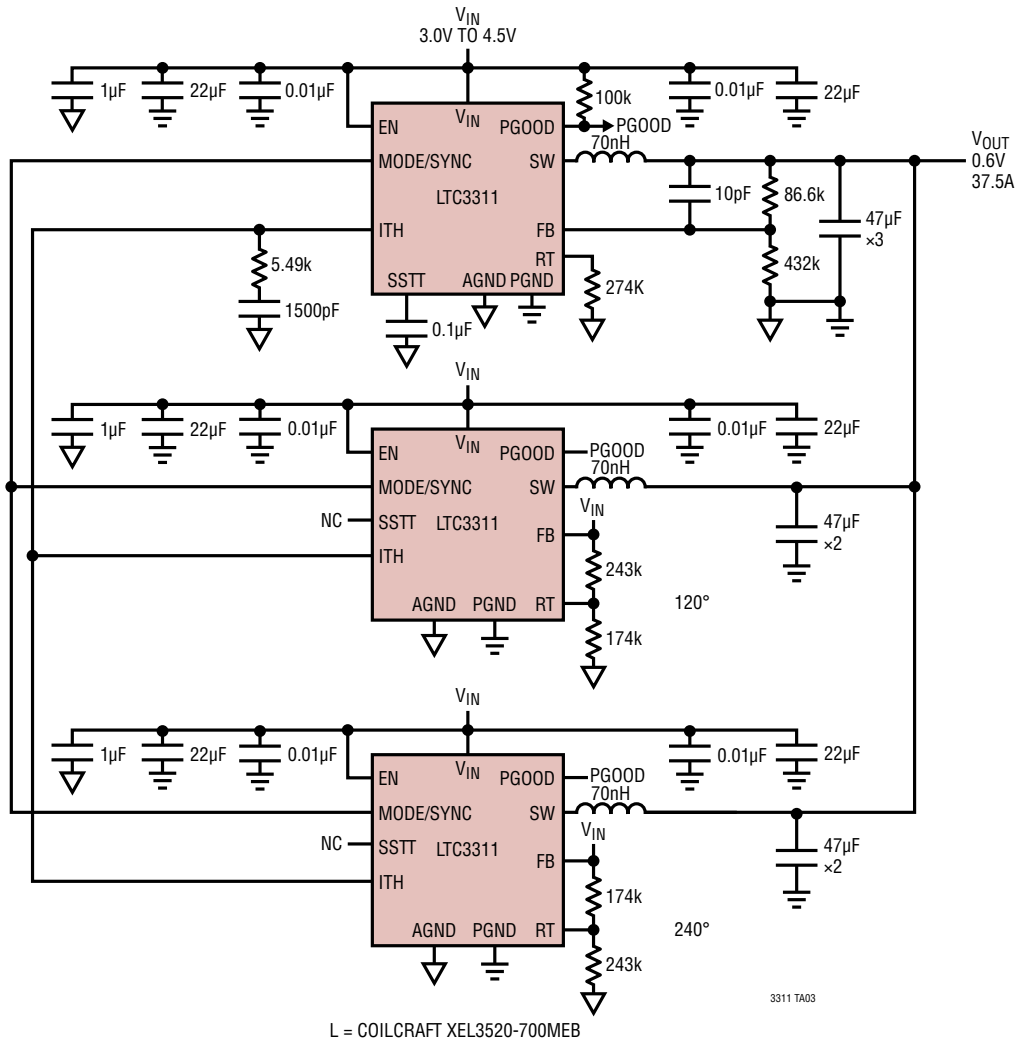 VIN
3.0V TO 4.5V
1µF
22µF
0.01µF
100k
0.01µF
22µF
EN
VIN
PGOOD
PGOOD
70nH
MODE/SYNC
SW
LTC3311
VOUT
0.6V
37.5A
10pF
86.6k
47µF
×3
ITH
FB
5.49k
RT
432k
SSTT
AGND
PGND
274K
1500pF
0.1µF
VIN
1µF
22µF
0.01µF
0.01µF
22µF
EN
VIN
PGOOD
PGOOD
70nH
MODE/SYNC
SW
VIN
NC
SSTT
LTC3311
FB
47µF
×2
ITH
243k
AGND
PGND
RT
120°
174k
VIN
1µF
22µF
0.01µF
0.01µF
22µF
EN
VIN
PGOOD
PGOOD
70nH
MODE/SYNC
SW
VIN
NC
SSTT
LTC3311
FB
47µF
×2
ITH
174k
AGND
PGND
RT
240°
243k
3311 TA03
L = COILCRAFT XEL3520-700MEB